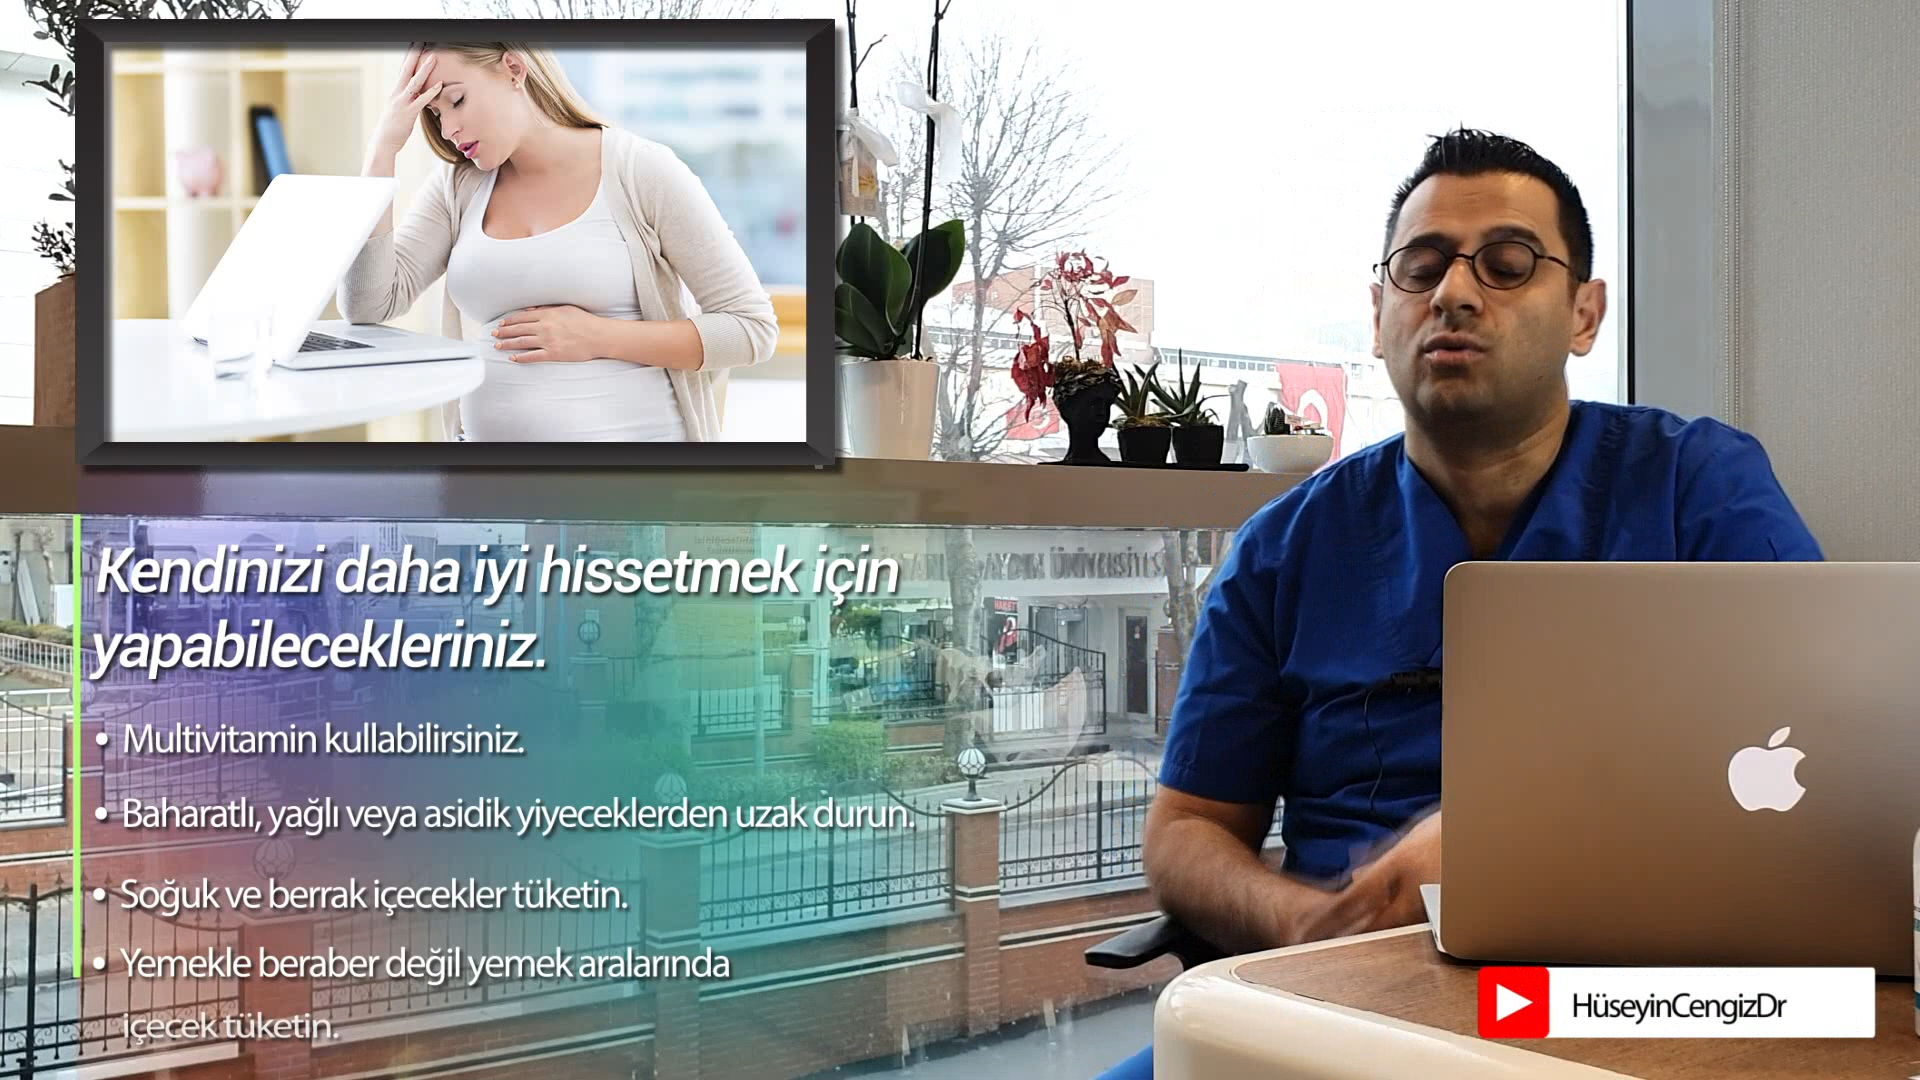 Kendinizi daha iyi hissetmek için
yapabilecekleriniz.
• Multivitamin kullabilirsiniz.
• Baharatlı, yağlı veya asidik yiyeceklerden uzak durun.
• Soğuk ve berrak içecekler tüketin.
• Yemekle beraber değil yemek aralarında
içecek tüketin.
HüseyinCengizDr